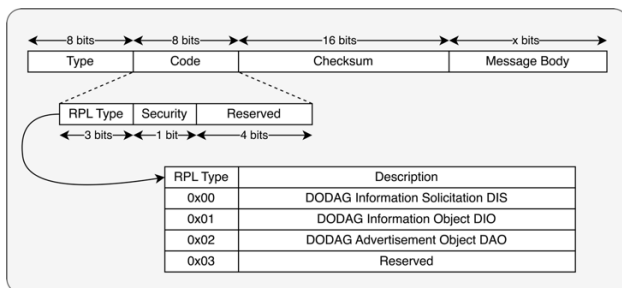 8 bits 8 bits 16 bits x bits
Type Code Checksum Message Body
RPL Type Security Reserved
3 bits 1 bit 4 bits
RPL Type Description
0x00 DODAG Information Solicitation DIS
0x01 DODAG Information Object DIO
0x02 DODAG Advertisement Object DAO
0x03 Reserved